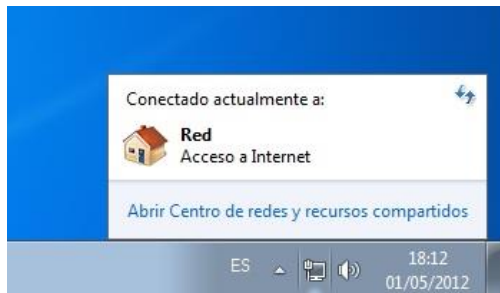 Conectado actualmente a:
Red
Acceso a Internet
Abrir Centro de redes y recursos compartidos
ES
18:12
01/05/2012